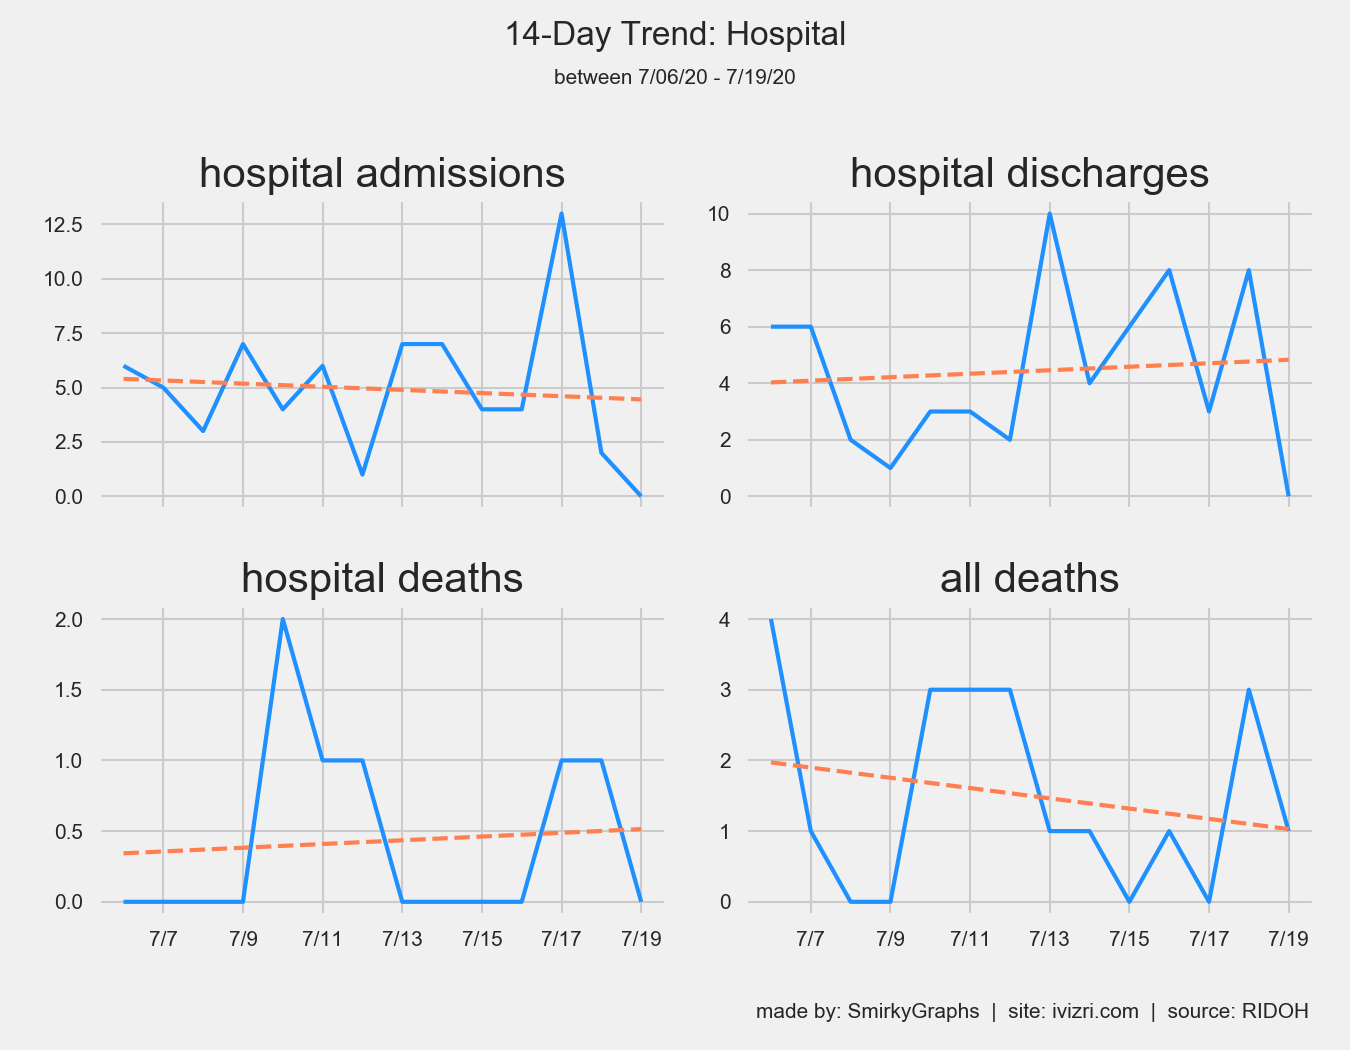 14-Day Trend: Hospital
between 7/06/20 - 7/19/20
hospital admissions
12.5
10.0
7.5
5.0
2.5
0.0
hospital discharges
10
8
6
4
2
0
hospital deaths
2.0
1.5
1.0
0.5
0.0
7/7 7/9 7/11 7/13 7/15 7/17 7/19
all deaths
4
3
2
1
0
7/7 7/9 7/11 7/13 7/15 7/17 7/19
made by: SmirkyGraphs | site: ivizri.com | source: RIDOH